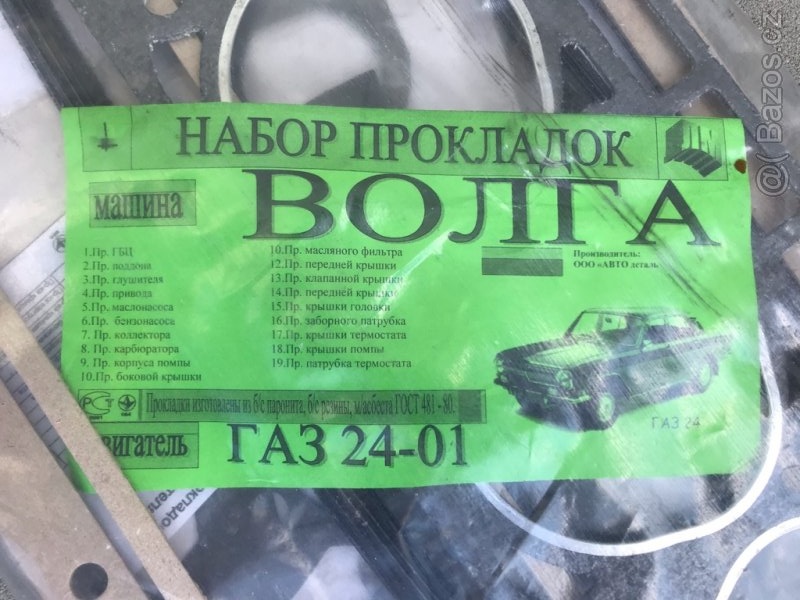 НАБОР ПРОКЛАДОК
ВОЛГА
машина
1.Пр. ГБЦ
2.Пр. поддона
3.Пр. глушителя
4.Пр. привода
5.Пр. маслонасоса
6.Пр. бензонасоса
7. Пр. коллектора
8. Пр. карбюратора
9. Пр. корпуса помпы
10.Пр. боковой крышки
10.Пр. масляного фильтра
12.Пр. передней крышки
13.Пр. клапанной крышки
14.Пр. передней крышки
15.Пр. крышки головки
16.Пр. заборного патрубка
17.Пр. крышки термостата
18.Пр. крышки помпы
19.Пр. патрубка термостата
Производитель:
ООО «АВТО деталь
РСТ
Прокладки изготовлены из б/с паронита, б/с резины, м/асбеста ГОСТ 481 - 80.
двигатель
ГАЗ 24-01
ГАЗ 24
@( Bazos.cz